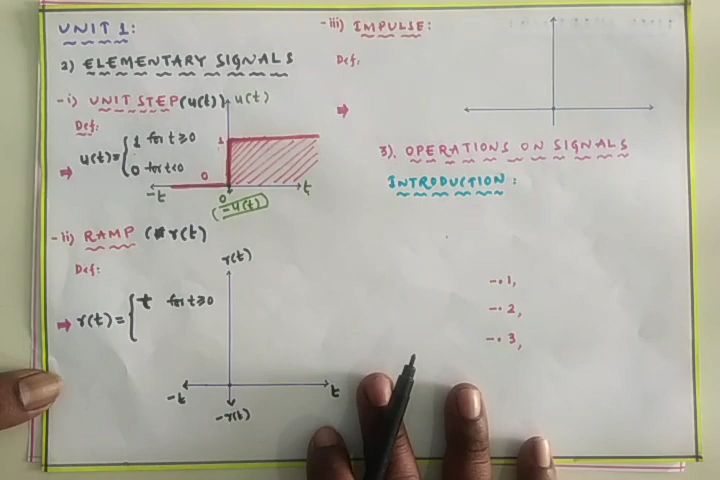 UNIT 1:
2) ELEMENTARY SIGNALS
-i) UNIT STEP (u(t))
u(t)
Def:
u(t)= { 1 for t≥0
0 for t<0
1
0
-t
t
0
(=u(t))
-ii) RAMP (r(t)
r(t)
Def:
r(t)= { t for t≥0
-t
t
-r(t)
-iii) IMPULSE:
Def:
3). OPERATIONS ON SIGNALS
INTRODUCTION:
-. 1,
-. 2,
-. 3,